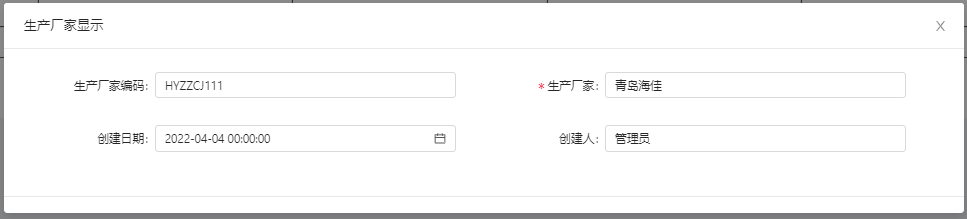 生产厂家显示
生产厂家编码: HYZZCJ111
* 生产厂家: 青岛海佳
创建日期: 2022-04-04 00:00:00
创建人: 管理员